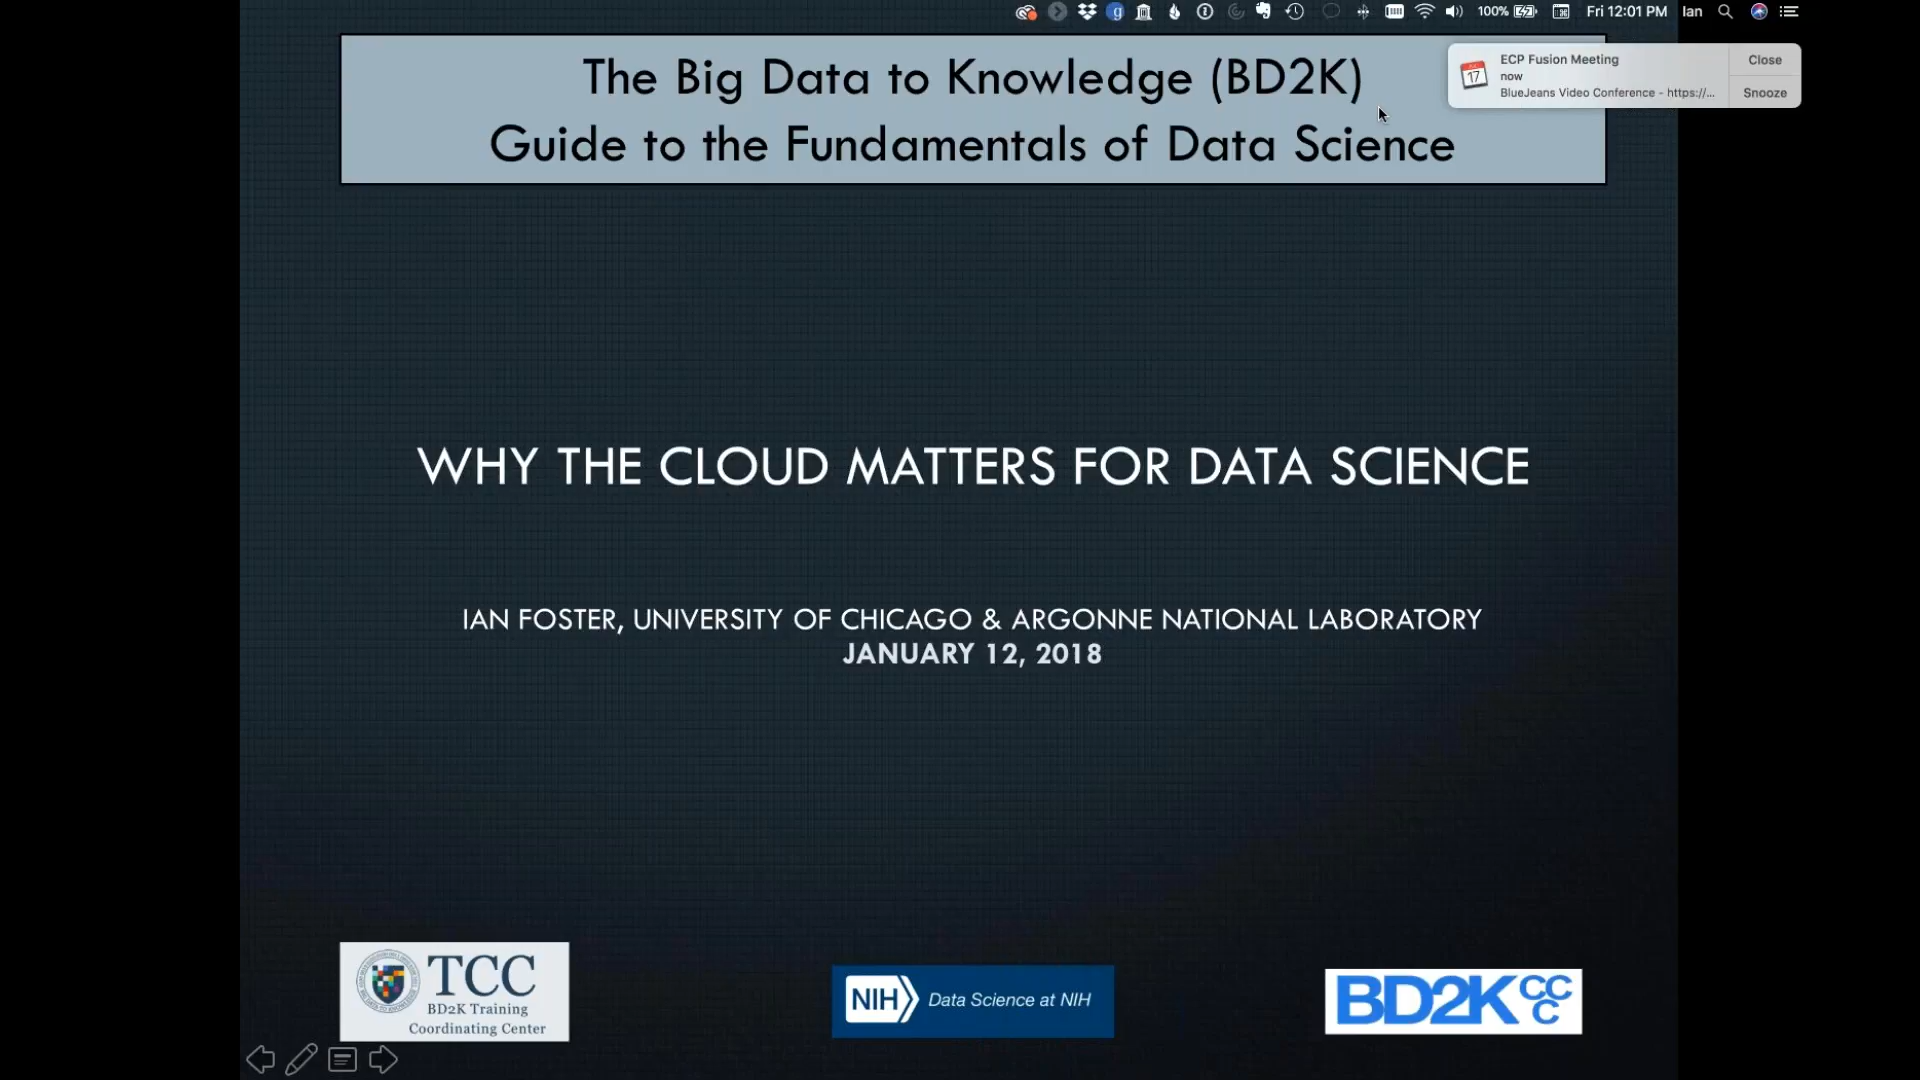 100% Fri 12:01 PM Ian
The Big Data to Knowledge (BD2K)
Guide to the Fundamentals of Data Science
17
ECP Fusion Meeting
now
BlueJeans Video Conference - https://...
Close
Snooze
WHY THE CLOUD MATTERS FOR DATA SCIENCE
IAN FOSTER, UNIVERSITY OF CHICAGO & ARGONNE NATIONAL LABORATORY
JANUARY 12, 2018
TCC
BD2K Training
Coordinating Center
NIH Data Science at NIH
BD2K CCC